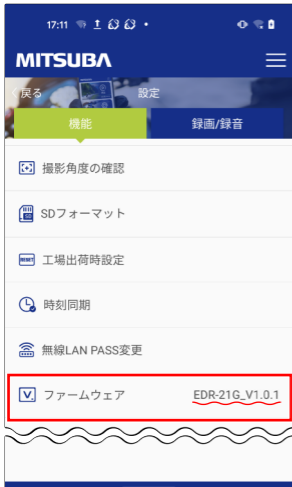 17:11
MITSUBA
戻る 設定
機能 録画/録音
撮影角度の確認
SDフォーマット
RESET 工場出荷時設定
時刻同期
無線LAN PASS変更
V. ファームウェア EDR-21G_V1.0.1